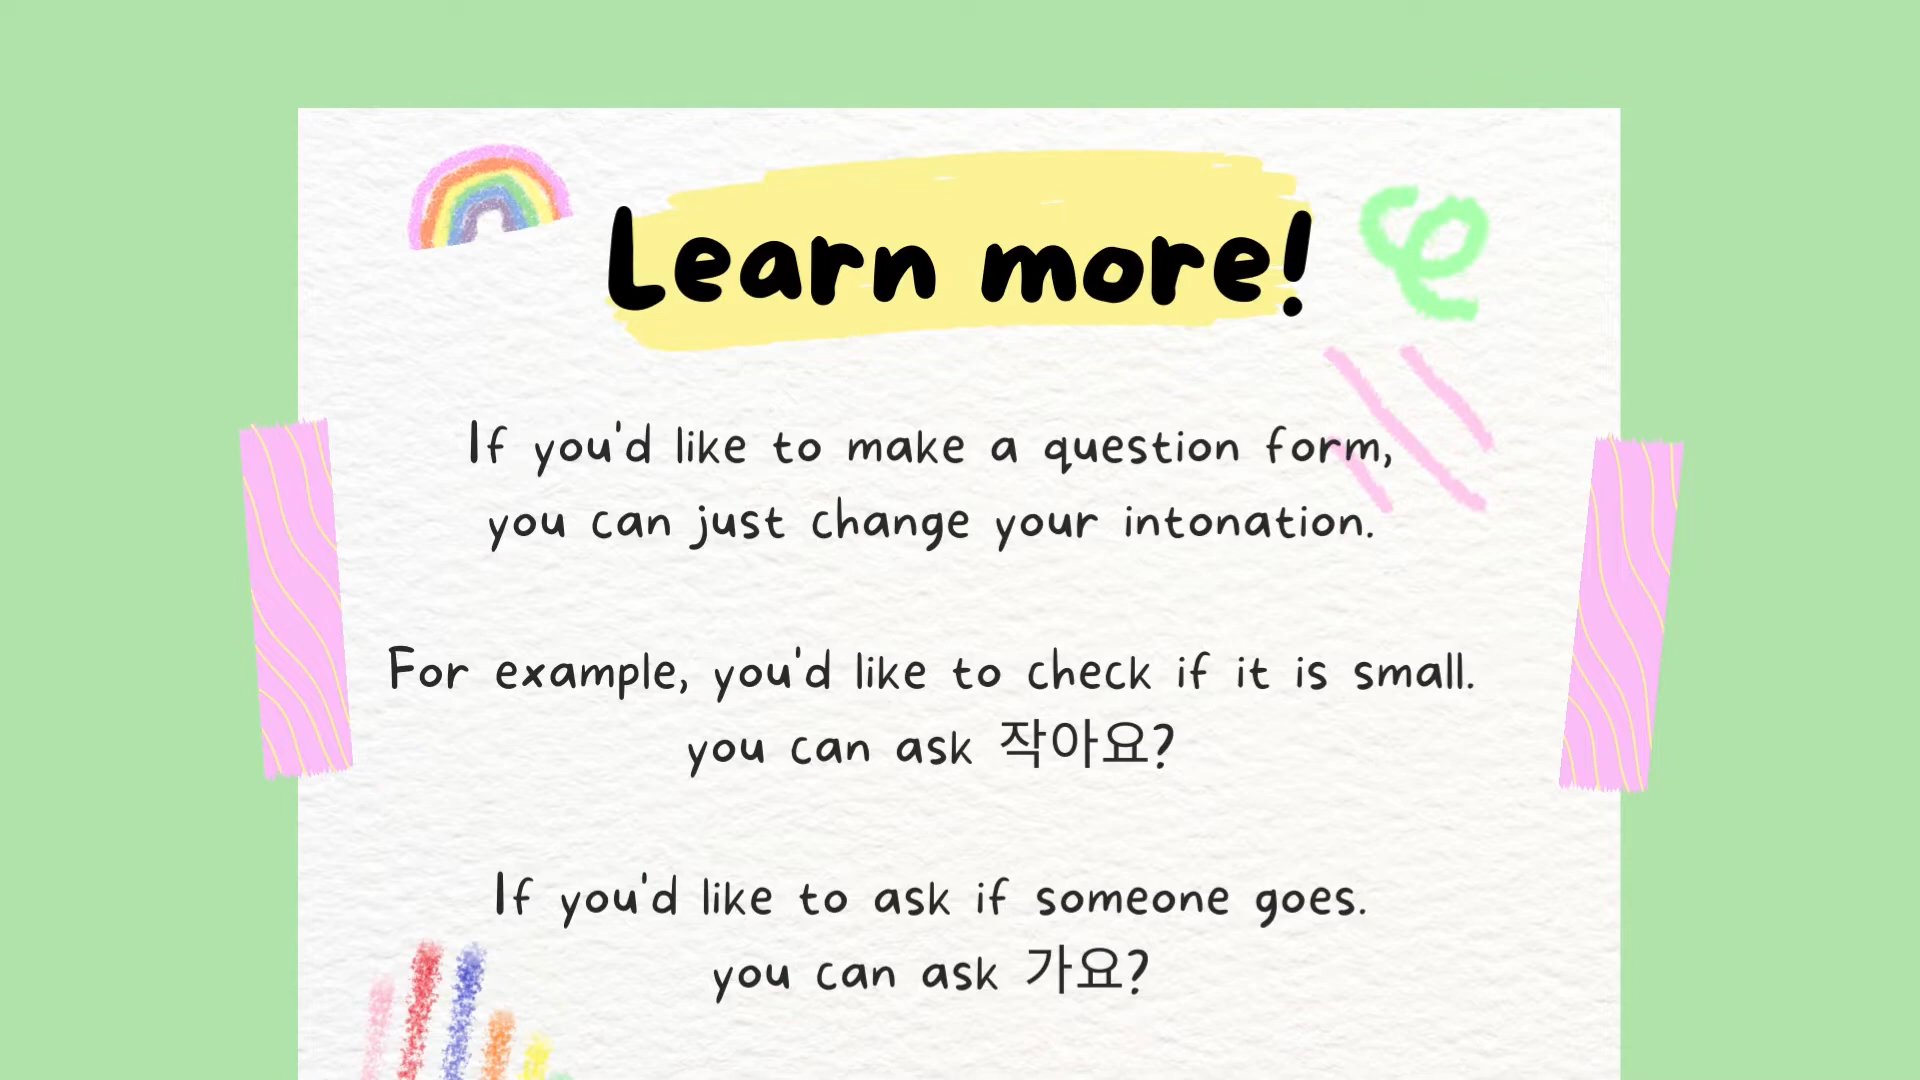 Learn more!
If you'd like to make a question form,
you can just change your intonation.
For example, you'd like to check if it is small.
you can ask 작아요?
If you'd like to ask if someone goes.
you can ask 가요?